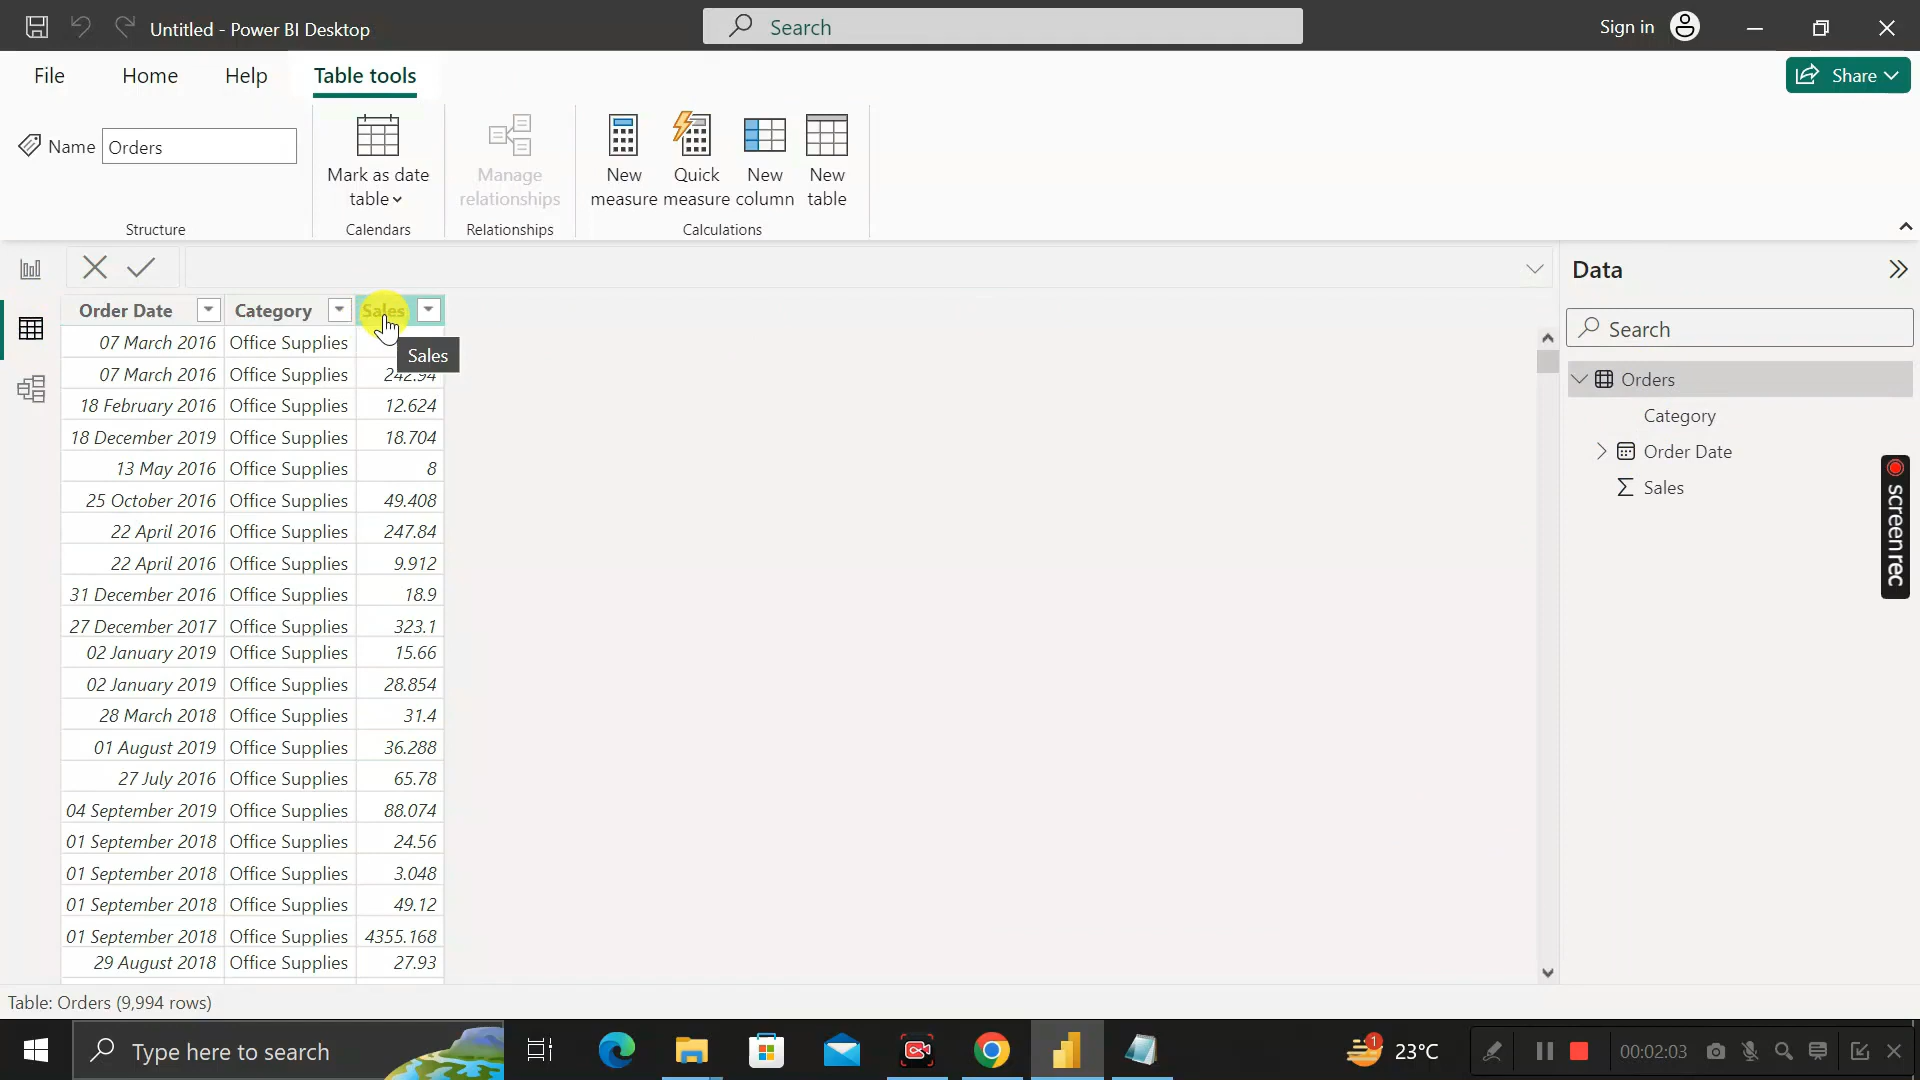 Untitled - Power BI Desktop
Search
Sign in
File
Home
Help
Table tools
Share
Name
Orders
Mark as date
table
Manage
relationships
New
measure
Quick
measure
New
column
New
table
Structure
Calendars
Relationships
Calculations
Order Date
Category
Sales
07 March 2016 Office Supplies
Sales
07 March 2016 Office Supplies 242.94
18 February 2016 Office Supplies 12.624
18 December 2019 Office Supplies 18.704
13 May 2016 Office Supplies 8
25 October 2016 Office Supplies 49.408
22 April 2016 Office Supplies 247.84
22 April 2016 Office Supplies 9.912
31 December 2016 Office Supplies 18.9
27 December 2017 Office Supplies 323.1
02 January 2019 Office Supplies 15.66
02 January 2019 Office Supplies 28.854
28 March 2018 Office Supplies 31.4
01 August 2019 Office Supplies 36.288
27 July 2016 Office Supplies 65.78
04 September 2019 Office Supplies 88.074
01 September 2018 Office Supplies 24.56
01 September 2018 Office Supplies 3.048
01 September 2018 Office Supplies 49.12
01 September 2018 Office Supplies 4355.168
29 August 2018 Office Supplies 27.93
Data
Search
Orders
Category
Order Date
Sales
screen rec
Table: Orders (9,994 rows)
Type here to search
1
23°C
00:02:03